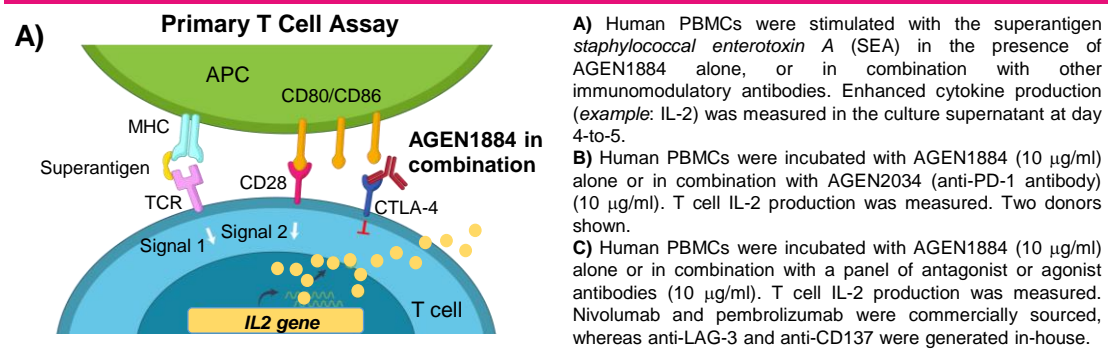 A)
Primary T Cell Assay
APC
CD80/CD86
MHC
AGEN1884 in
combination
Superantigen
CD28
TCR
CTLA-4
Signal 1
Signal 2
T cell
IL2 gene
A) Human PBMCs were stimulated with the superantigen
staphylococcal enterotoxin A (SEA) in the presence of
AGEN1884 alone, or in combination with other
immunomodulatory antibodies. Enhanced cytokine production
(example: IL-2) was measured in the culture supernatant at day
4-to-5.
B) Human PBMCs were incubated with AGEN1884 (10 μg/ml)
alone or in combination with AGEN2034 (anti-PD-1 antibody)
(10 μg/ml). T cell IL-2 production was measured. Two donors
shown.
C) Human PBMCs were incubated with AGEN1884 (10 μg/ml)
alone or in combination with a panel of antagonist or agonist
antibodies (10 μg/ml). T cell IL-2 production was measured.
Nivolumab and pembrolizumab were commercially sourced,
whereas anti-LAG-3 and anti-CD137 were generated in-house.